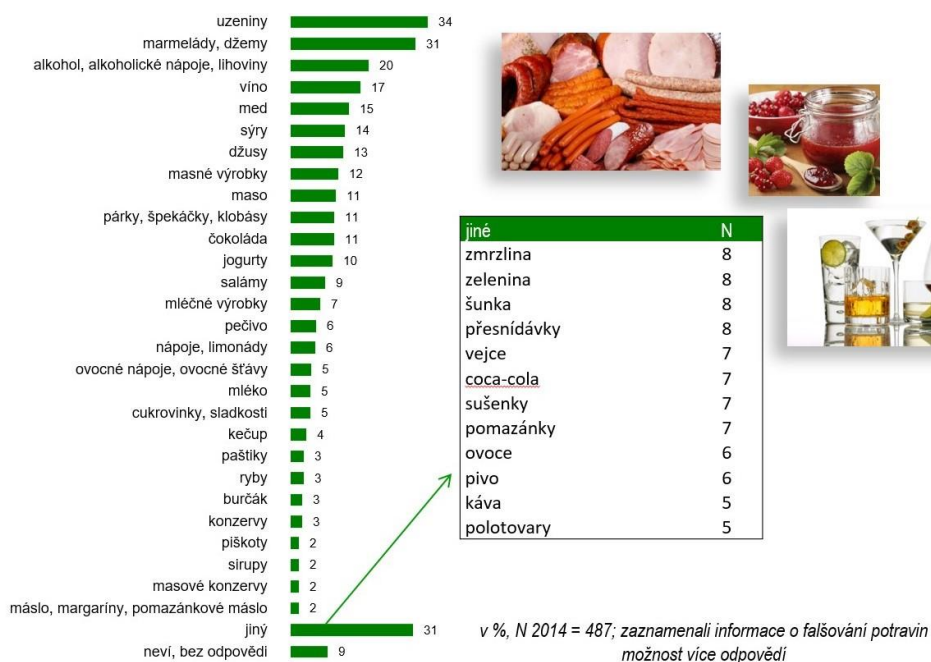 uzeniny 34
marmelády, džemy 31
alkohol, alkoholické nápoje, lihoviny 20
víno 17
med 15
sýry 14
džusy 13
masné výrobky 12
maso 11
párky, špekáčky, klobásy 11
čokoláda 11
jogurty 10
salámy 9
mléčné výrobky 7
pečivo 6
nápoje, limonády 6
ovocné nápoje, ovocné šťávy 5
mléko 5
cukrovinky, sladkosti 5
kečup 4
paštiky 3
ryby 3
burčák 3
konzervy 3
piškoty 2
sirupy 2
masové konzervy 2
máslo, margaríny, pomazánkové máslo 2
jiný 31
neví, bez odpovědi 9
jiné N
zmrzlina 8
zelenina 8
šunka 8
přesnídávky 8
vejce 7
coca-cola 7
sušenky 7
pomazánky 7
ovoce 6
pivo 6
káva 5
polotovary 5
v %, N 2014 = 487; zaznamenali informace o falšování potravin
možnost více odpovědí